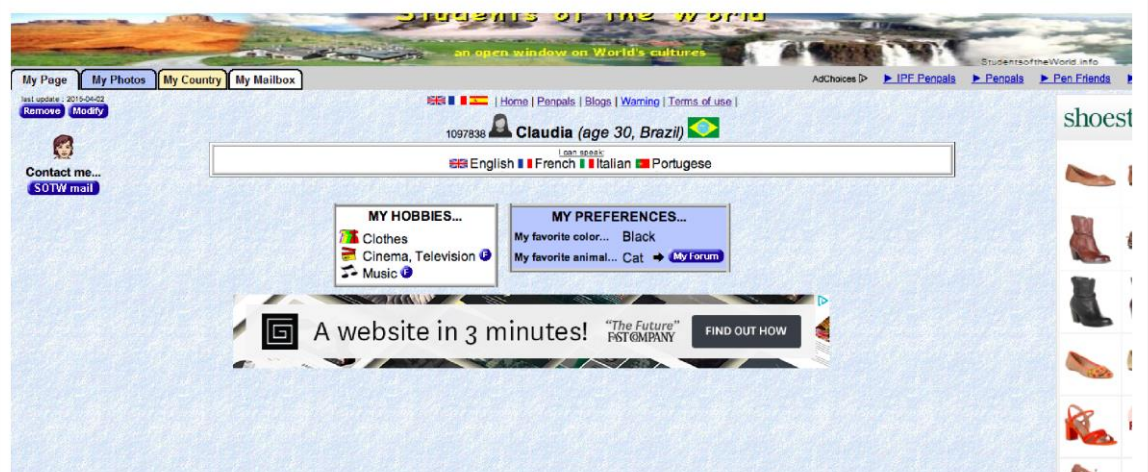 Students of the World
an open window on World's cultures
StudentsoftheWorld.info
My Page My Photos My Country My Mailbox
AdChoices IPF Penpals Penpals Pen Friends
last update : 2015-04-02
Remove Modify
| Home | Penpals | Blogs | Warning | Terms of use |
1097838 Claudia (age 30, Brazil)
I can speak:
English French Italian Portugese
Contact me...
SOTW mail
MY HOBBIES...
Clothes
Cinema, Television F
Music F
MY PREFERENCES...
My favorite color... Black
My favorite animal... Cat My Forum
A website in 3 minutes! "The Future" FAST COMPANY FIND OUT HOW
shoest